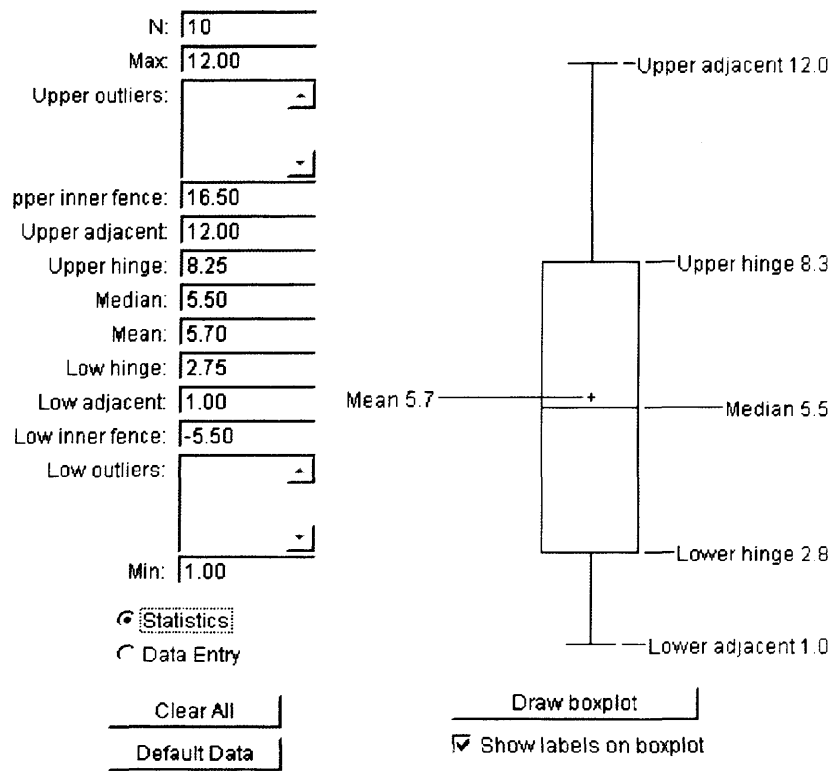 N: 10
Max: 12.00
Upper outliers:
pper inner fence: 16.50
Upper adjacent: 12.00
Upper hinge: 8.25
Median: 5.50
Mean: 5.70
Low hinge: 2.75
Low adjacent: 1.00
Low inner fence: -5.50
Low outliers:
Min: 1.00
Statistics
Data Entry
Clear All
Default Data
Upper adjacent 12.0
Upper hinge 8.3
Mean 5.7
Median 5.5
Lower hinge 2.8
Lower adjacent 1.0
Draw boxplot
Show labels on boxplot